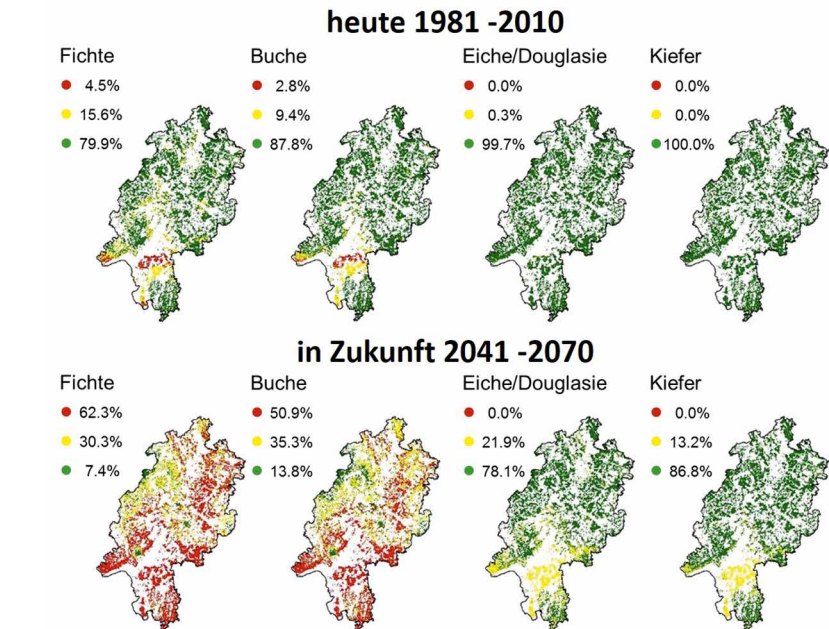 heute 1981 -2010
Fichte
4.5%
15.6%
79.9%
Buche
2.8%
9.4%
87.8%
Eiche/Douglasie
0.0%
0.3%
99.7%
Kiefer
0.0%
0.0%
100.0%
in Zukunft 2041 -2070
Fichte
62.3%
30.3%
7.4%
Buche
50.9%
35.3%
13.8%
Eiche/Douglasie
0.0%
21.9%
78.1%
Kiefer
0.0%
13.2%
86.8%